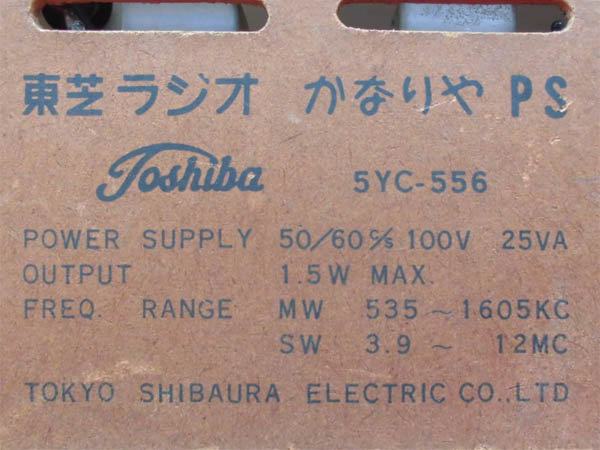 東芝ラジオ かなりや PS
Toshiba 5YC-556
POWER SUPPLY 50/60 c/s 100V 25VA
OUTPUT 1.5W MAX.
FREQ. RANGE MW 535 ~ 1605KC
SW 3.9 ~ 12MC
TOKYO SHIBAURA ELECTRIC CO.,LTD